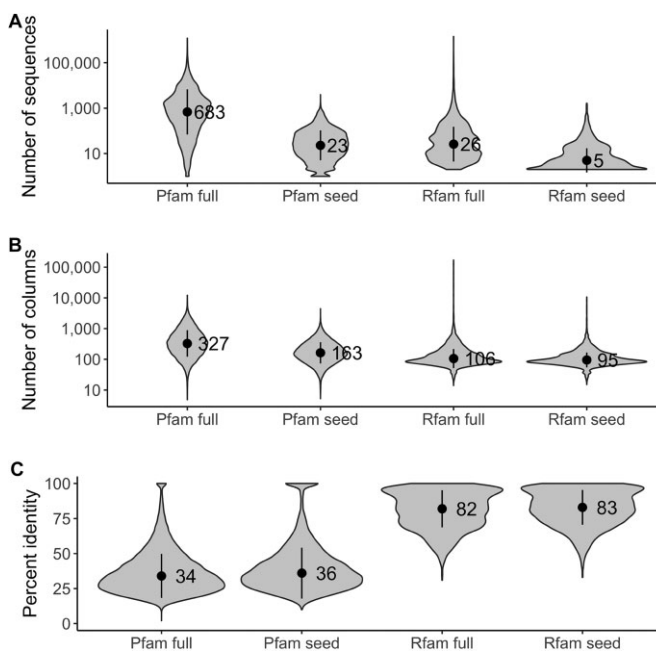 A
Number of sequences
100,000
1,000
10
683
23
26
5
Pfam full
Pfam seed
Rfam full
Rfam seed
B
Number of columns
100,000
10,000
1,000
100
10
327
163
106
95
Pfam full
Pfam seed
Rfam full
Rfam seed
C
Percent identity
100
75
50
25
0
34
36
82
83
Pfam full
Pfam seed
Rfam full
Rfam seed